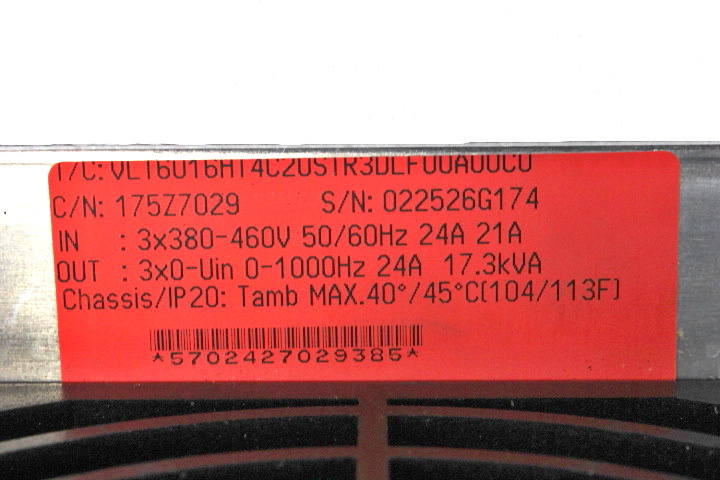 T/C: VLT6016HT4C20STR3DLF00A00C0
C/N: 175Z7029 S/N: 022526G174
IN : 3x380-460V 50/60Hz 24A 21A
OUT : 3x0-Uin 0-1000Hz 24A 17.3kVA
Chassis/IP20: Tamb MAX.40°/45°C(104/113F)
*5702427029385*